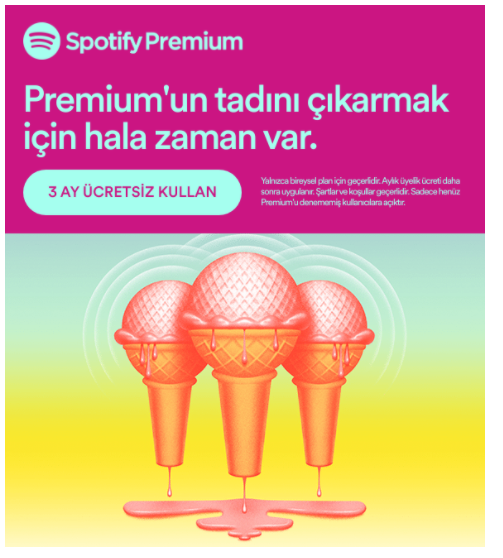 Spotify Premium
Premium'un tadını çıkarmak
için hala zaman var.
3 AY ÜCRETSİZ KULLAN
Yalnızca bireysel plan için geçerlidir. Aylık üyelik ücreti daha
sonra uygulanır. Şartlar ve koşullar geçerlidir. Sadece henüz
Premium'u denememiş kullanıcılara açıktır.